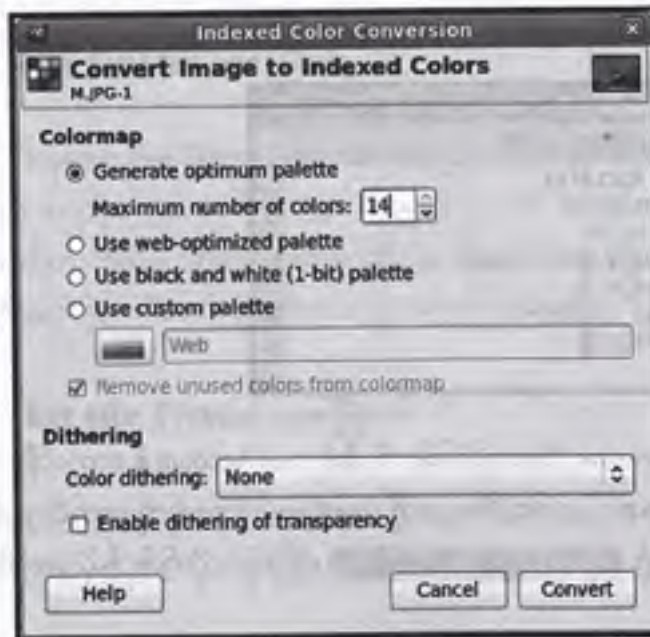 Indexed Color Conversion
Convert Image to Indexed Colors
M.JPG-1
Colormap
Generate optimum palette
Maximum number of colors: 14
Use web-optimized palette
Use black and white (1-bit) palette
Use custom palette
Web
Remove unused colors from colormap
Dithering
Color dithering: None
Enable dithering of transparency
Help Cancel Convert